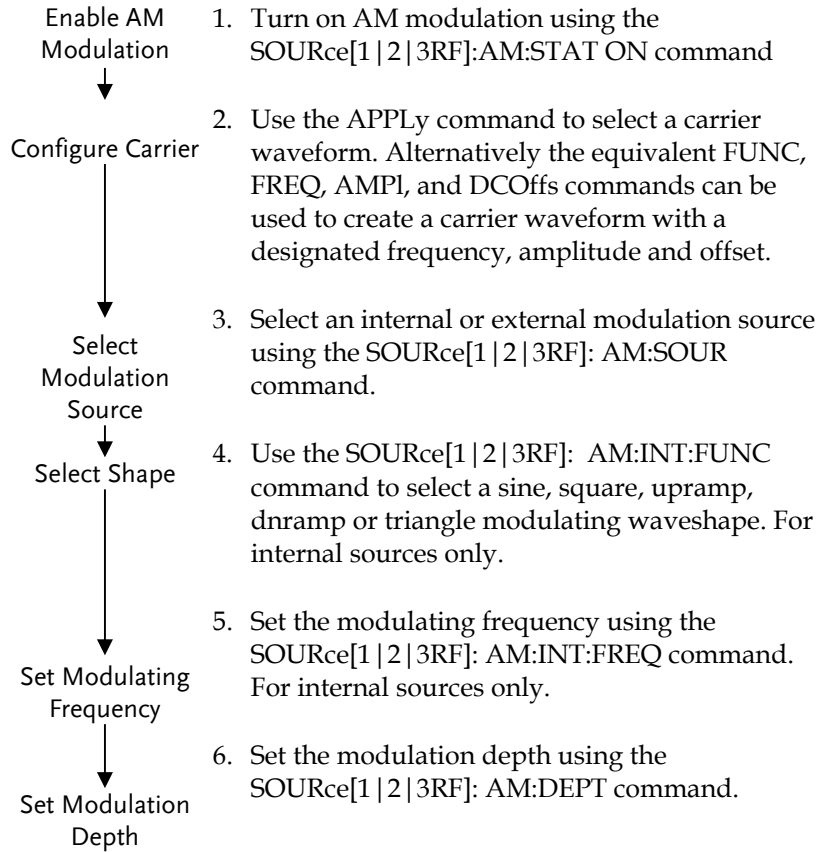 Enable AM
Modulation
1. Turn on AM modulation using the
SOURce[1|2|3RF]:AM:STAT ON command
Configure Carrier
2. Use the APPLy command to select a carrier
waveform. Alternatively the equivalent FUNC,
FREQ, AMPl, and DCOffs commands can be
used to create a carrier waveform with a
designated frequency, amplitude and offset.
Select
Modulation
Source
3. Select an internal or external modulation source
using the SOURce[1|2|3RF]: AM:SOUR
command.
Select Shape
4. Use the SOURce[1|2|3RF]: AM:INT:FUNC
command to select a sine, square, upramp,
dnramp or triangle modulating waveshape. For
internal sources only.
Set Modulating
Frequency
5. Set the modulating frequency using the
SOURce[1|2|3RF]: AM:INT:FREQ command.
For internal sources only.
Set Modulation
Depth
6. Set the modulation depth using the
SOURce[1|2|3RF]: AM:DEPT command.